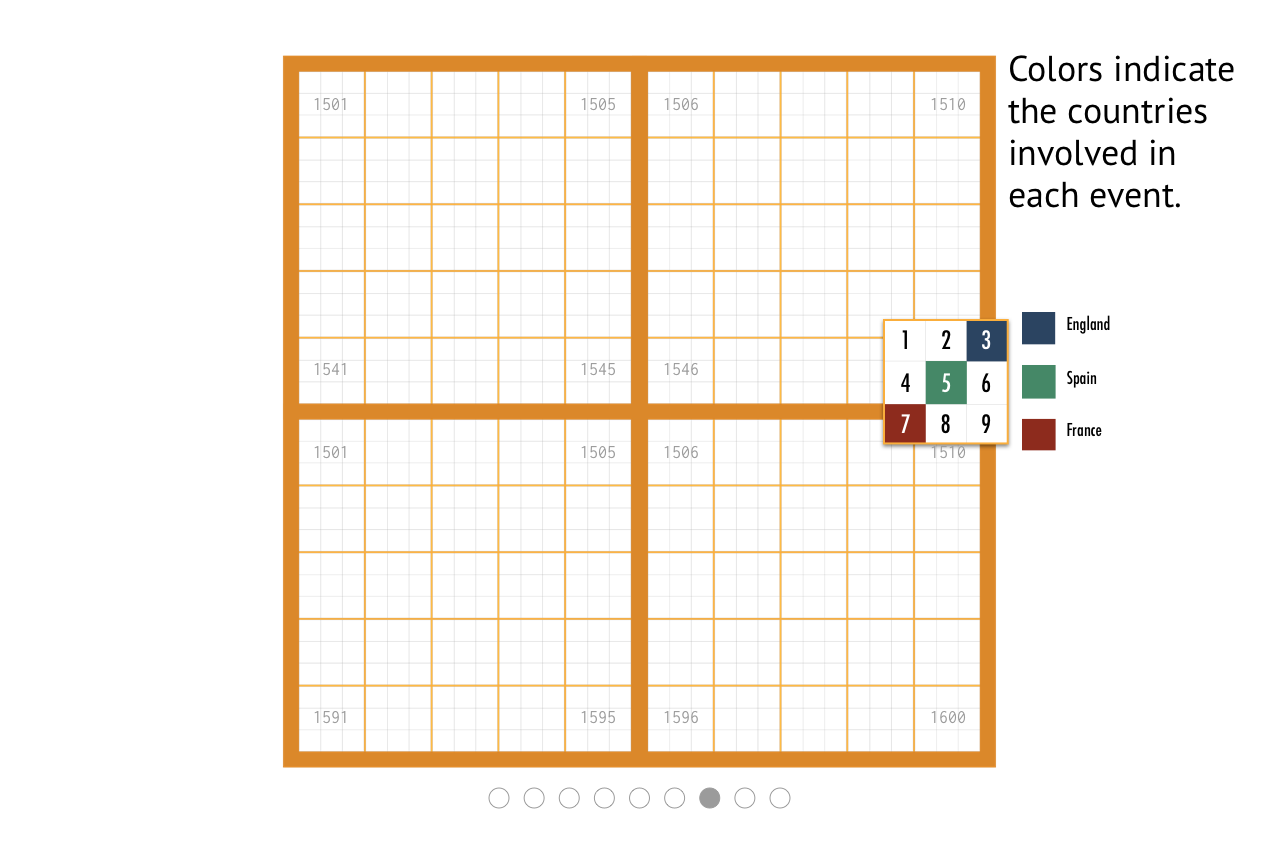 1501 1505 1506 1510
Colors indicate
the countries
involved in
each event.
1541 1545 1546
1 2 3
4 5 6
7 8 9
England
Spain
France
1501 1505 1506 1510
1591 1595 1596 1600